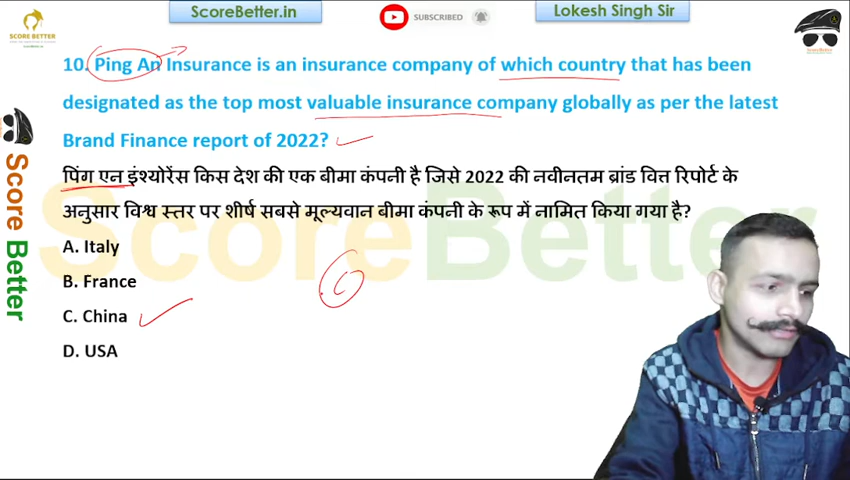 ScoreBetter.in
SUBSCRIBED
Lokesh Singh Sir
SCORE BETTER
10. Ping An Insurance is an insurance company of which country that has been
designated as the top most valuable insurance company globally as per the latest
Brand Finance report of 2022?
पिंग एन इंश्योरेंस किस देश की एक बीमा कंपनी है जिसे 2022 की नवीनतम ब्रांड वित्त रिपोर्ट के
अनुसार विश्व स्तर पर शीर्ष सबसे मूल्यवान बीमा कंपनी के रूप में नामित किया गया है?
A. Italy
B. France
C. China
D. USA
Score Better
ScoreBetter